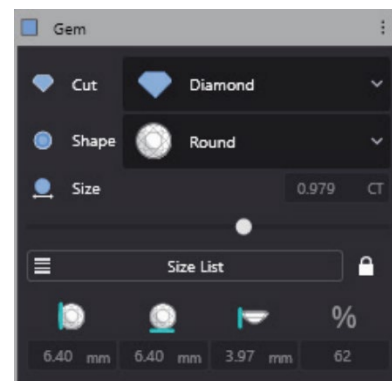 Gem
Cut Diamond
Shape Round
Size 0.979 CT
Size List
%
6.40 mm 6.40 mm 3.97 mm 62